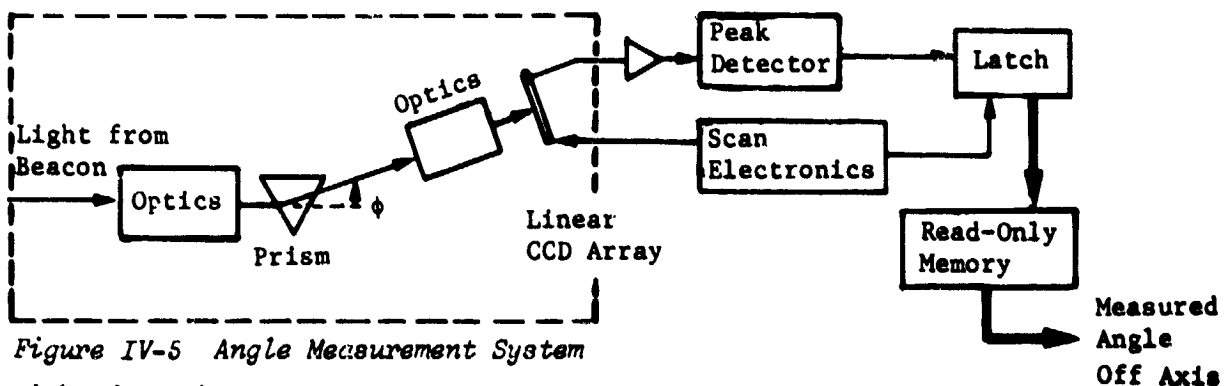 Peak
Detector
Latch
Optics
Light from
Beacon
Scan
Electronics
Optics
ϕ
Prism
Linear
CCD Array
Read-Only
Memory
Measured
Angle
Off Axis
Figure IV-5 Angle Measurement System